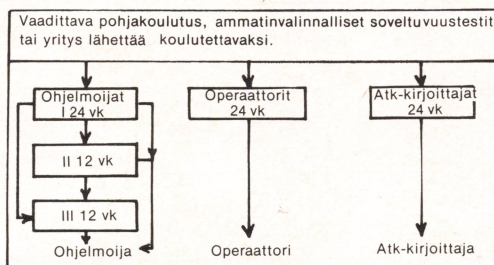 Vaadittava pohjakoulutus, ammatinvalinnalliset soveltuvuustestit
tai yritys lähettää koulutettavaksi.
Ohjelmoijat
I 24 vk
Operaattorit
24 vk
Atk-kirjoittajat
24 vk
II 12 vk
III 12 vk
Ohjelmoija
Operaattori
Atk-kirjoittaja